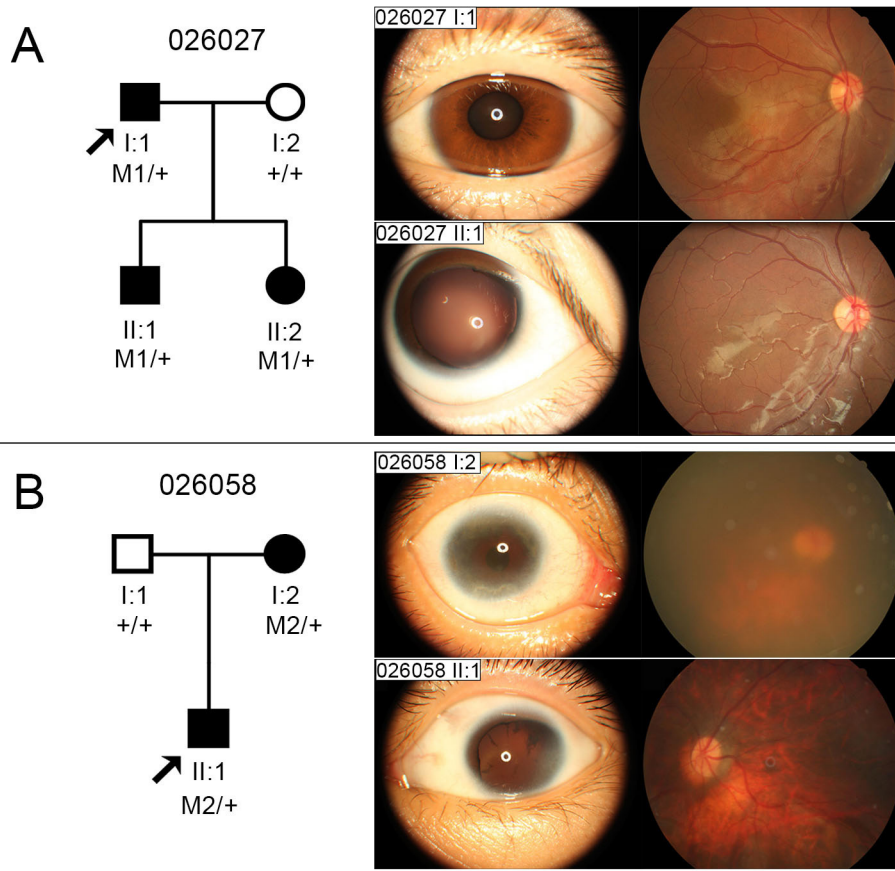 A
026027
I:1
M1/+
I:2
+/+
II:1
M1/+
II:2
M1/+
026027 I:1
026027 II:1
B
026058
I:1
+/+
I:2
M2/+
II:1
M2/+
026058 I:2
026058 II:1